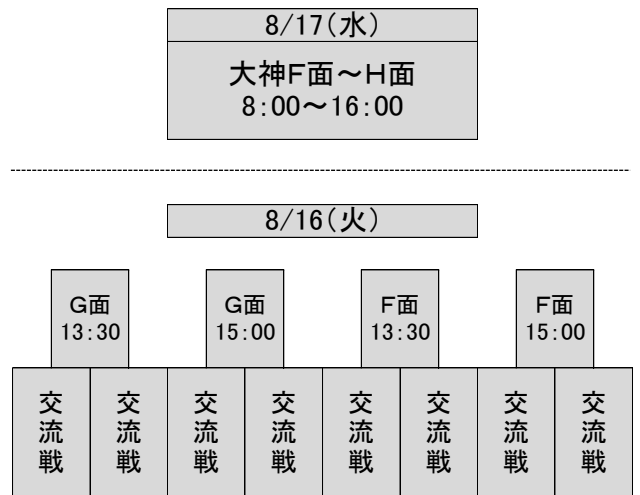 8/17(水)
大神F面～H面
8:00～16:00
8/16(火)
G面
13:30
G面
15:00
F面
13:30
F面
15:00
交流戦
交流戦
交流戦
交流戦
交流戦
交流戦
交流戦
交流戦